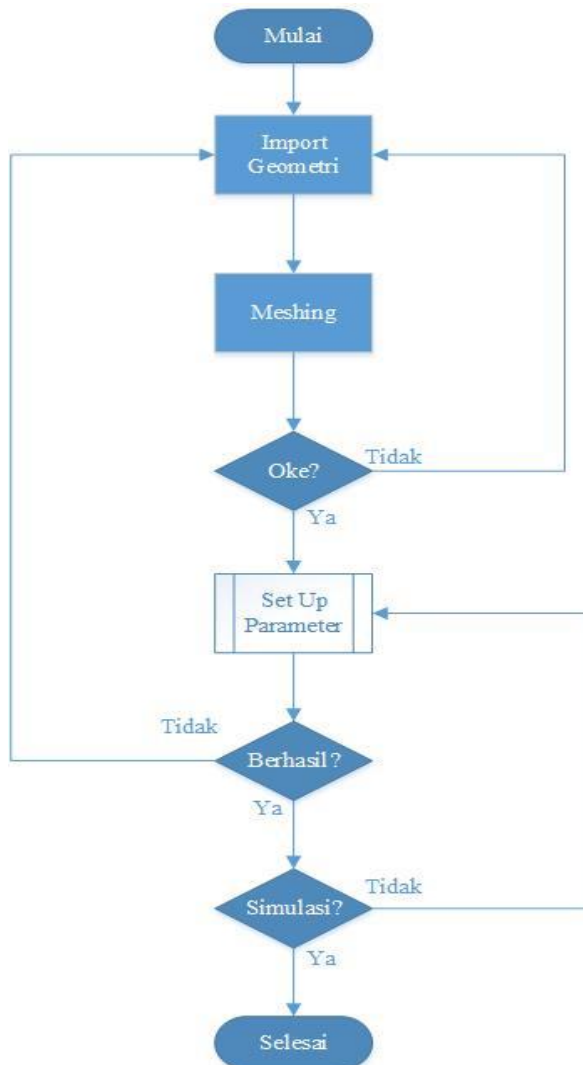 Mulai
Import
Geometri
Meshing
Oke?
Tidak
Ya
Set Up
Parameter
Tidak
Berhasil?
Ya
Simulasi?
Tidak
Ya
Selesai